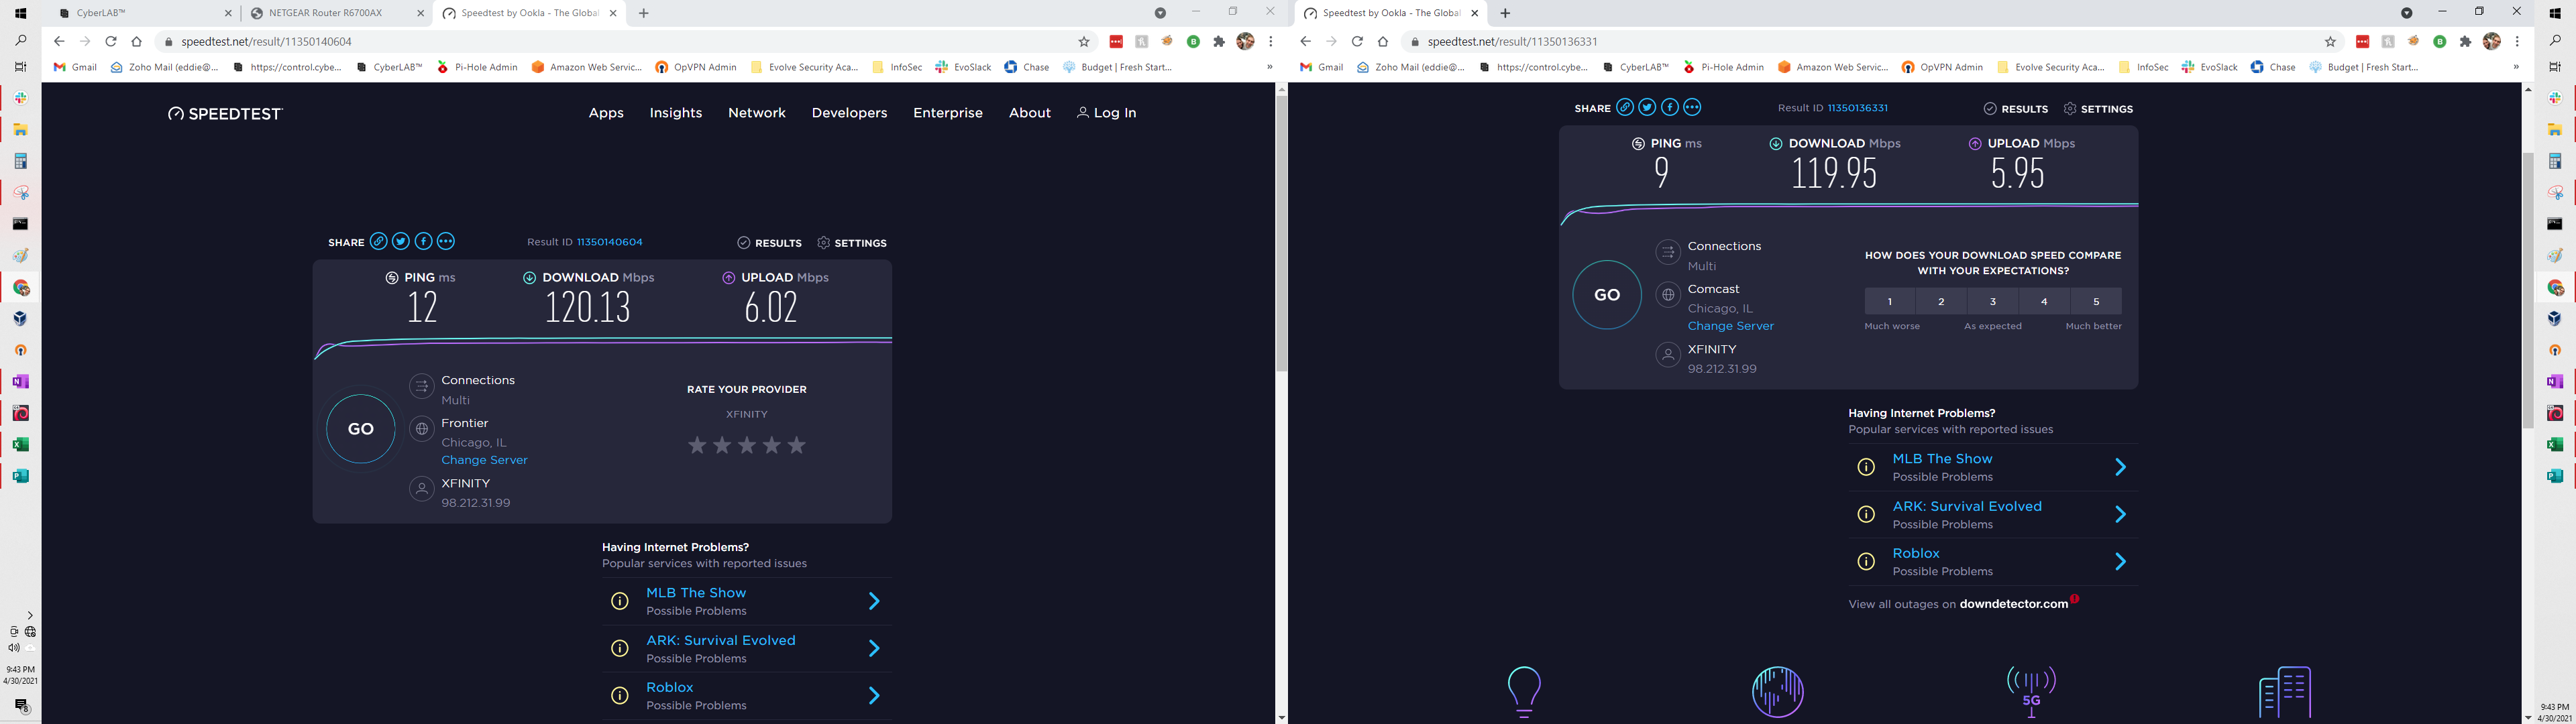 CyberLAB™
NETGEAR Router R6700AX
Speedtest by Ookla - The Global
speedtest.net/result/11350140604
Gmail
Zoho Mail (eddie@...
https://control.cybe...
CyberLAB™
Pi-Hole Admin
Amazon Web Servic...
OpVPN Admin
Evolve Security Aca...
InfoSec
EvoSlack
Chase
Budget | Fresh Start...
»
SPEEDTEST
Apps
Insights
Network
Developers
Enterprise
About
Log In
SHARE
Result ID 11350140604
RESULTS
SETTINGS
PING ms
DOWNLOAD Mbps
UPLOAD Mbps
12
120.13
6.02
GO
Connections
Multi
Frontier
Chicago, IL
Change Server
XFINITY
98.212.31.99
RATE YOUR PROVIDER
XFINITY
Having Internet Problems?
Popular services with reported issues
MLB The Show
Possible Problems
ARK: Survival Evolved
Possible Problems
Roblox
Possible Problems
9:43 PM
4/30/2021
8
Speedtest by Ookla - The Global
speedtest.net/result/11350136331
Gmail
Zoho Mail (eddie@...
https://control.cybe...
CyberLAB™
Pi-Hole Admin
Amazon Web Servic...
OpVPN Admin
Evolve Security Aca...
InfoSec
EvoSlack
Chase
Budget | Fresh Start...
»
SHARE
Result ID 11350136331
RESULTS
SETTINGS
PING ms
DOWNLOAD Mbps
UPLOAD Mbps
9
119.95
5.95
GO
Connections
Multi
Comcast
Chicago, IL
Change Server
XFINITY
98.212.31.99
HOW DOES YOUR DOWNLOAD SPEED COMPARE
WITH YOUR EXPECTATIONS?
1 2 3 4 5
Much worse
As expected
Much better
Having Internet Problems?
Popular services with reported issues
MLB The Show
Possible Problems
ARK: Survival Evolved
Possible Problems
Roblox
Possible Problems
View all outages on downdetector.com
5G
9:43 PM
4/30/2021